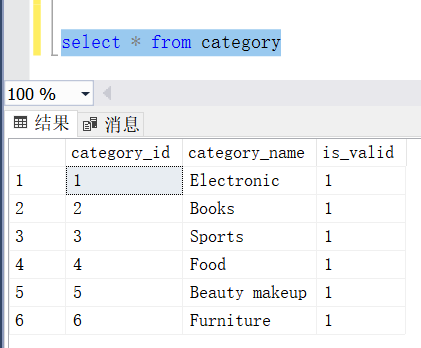 select * from category
100 %
结果 消息
category_id category_name is_valid
1 1 Electronic 1
2 2 Books 1
3 3 Sports 1
4 4 Food 1
5 5 Beauty makeup 1
6 6 Furniture 1